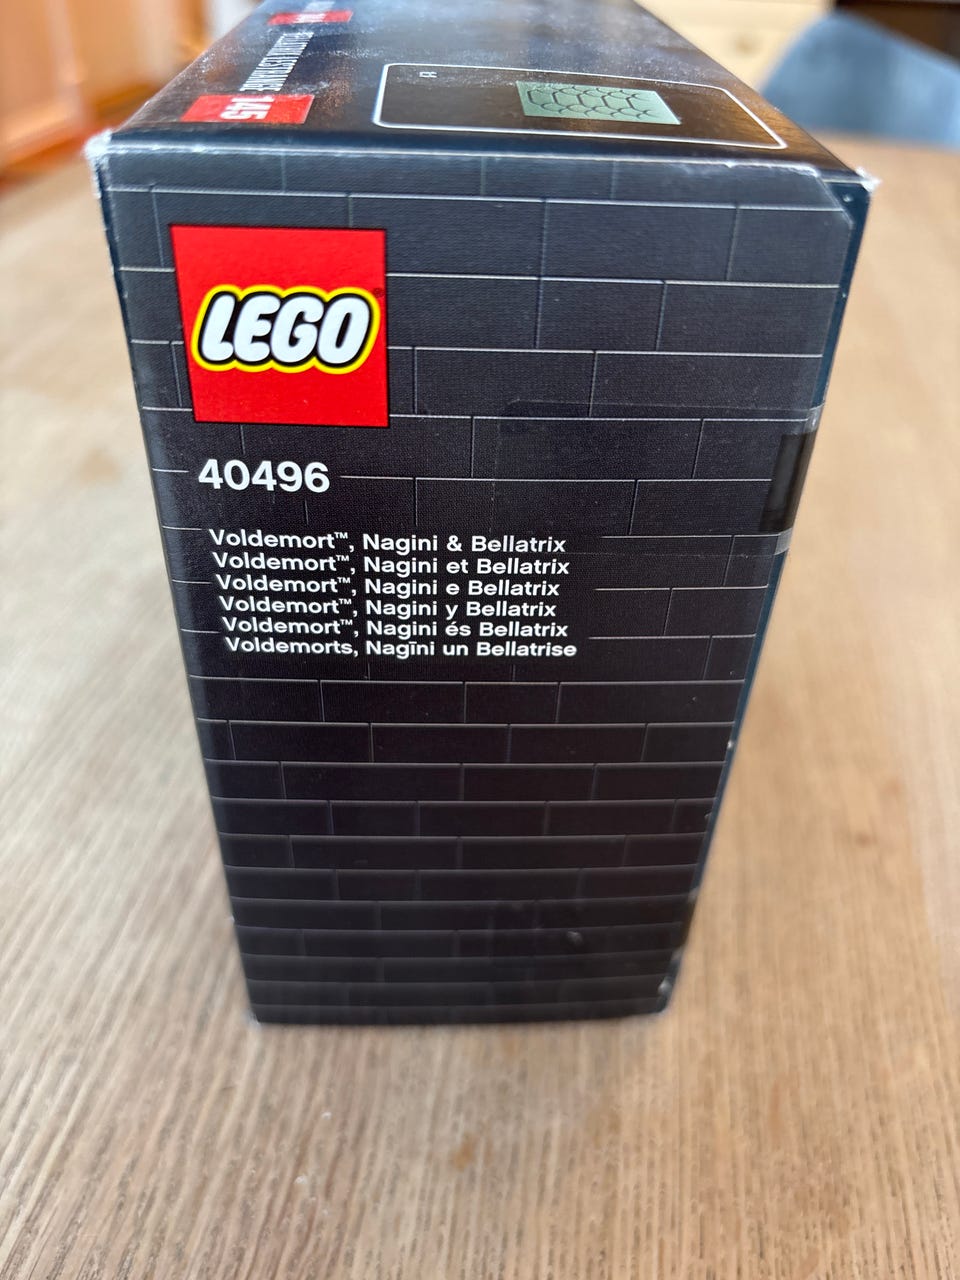 145
LEGO
40496
Voldemort™, Nagini & Bellatrix
Voldemort™, Nagini et Bellatrix
Voldemort™, Nagini e Bellatrix
Voldemort™, Nagini y Bellatrix
Voldemort™, Nagini és Bellatrix
Voldemorts, Nagīni un Bellatrise